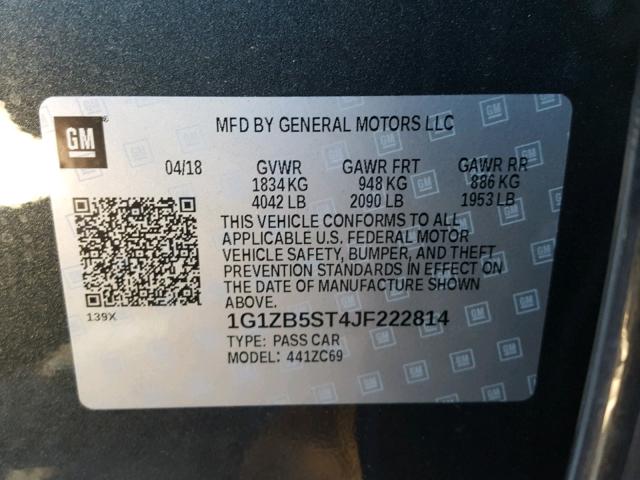 GM
MFD BY GENERAL MOTORS LLC
04/18 GVWR GAWR FRT GAWR RR
1834 KG 948 KG 886 KG
4042 LB 2090 LB 1953 LB
THIS VEHICLE CONFORMS TO ALL
APPLICABLE U.S. FEDERAL MOTOR
VEHICLE SAFETY, BUMPER, AND THEFT
PREVENTION STANDARDS IN EFFECT ON
THE DATE OF MANUFACTURE SHOWN
ABOVE.
139X
1G1ZB5ST4JF222814
TYPE: PASS CAR
MODEL: 441ZC69